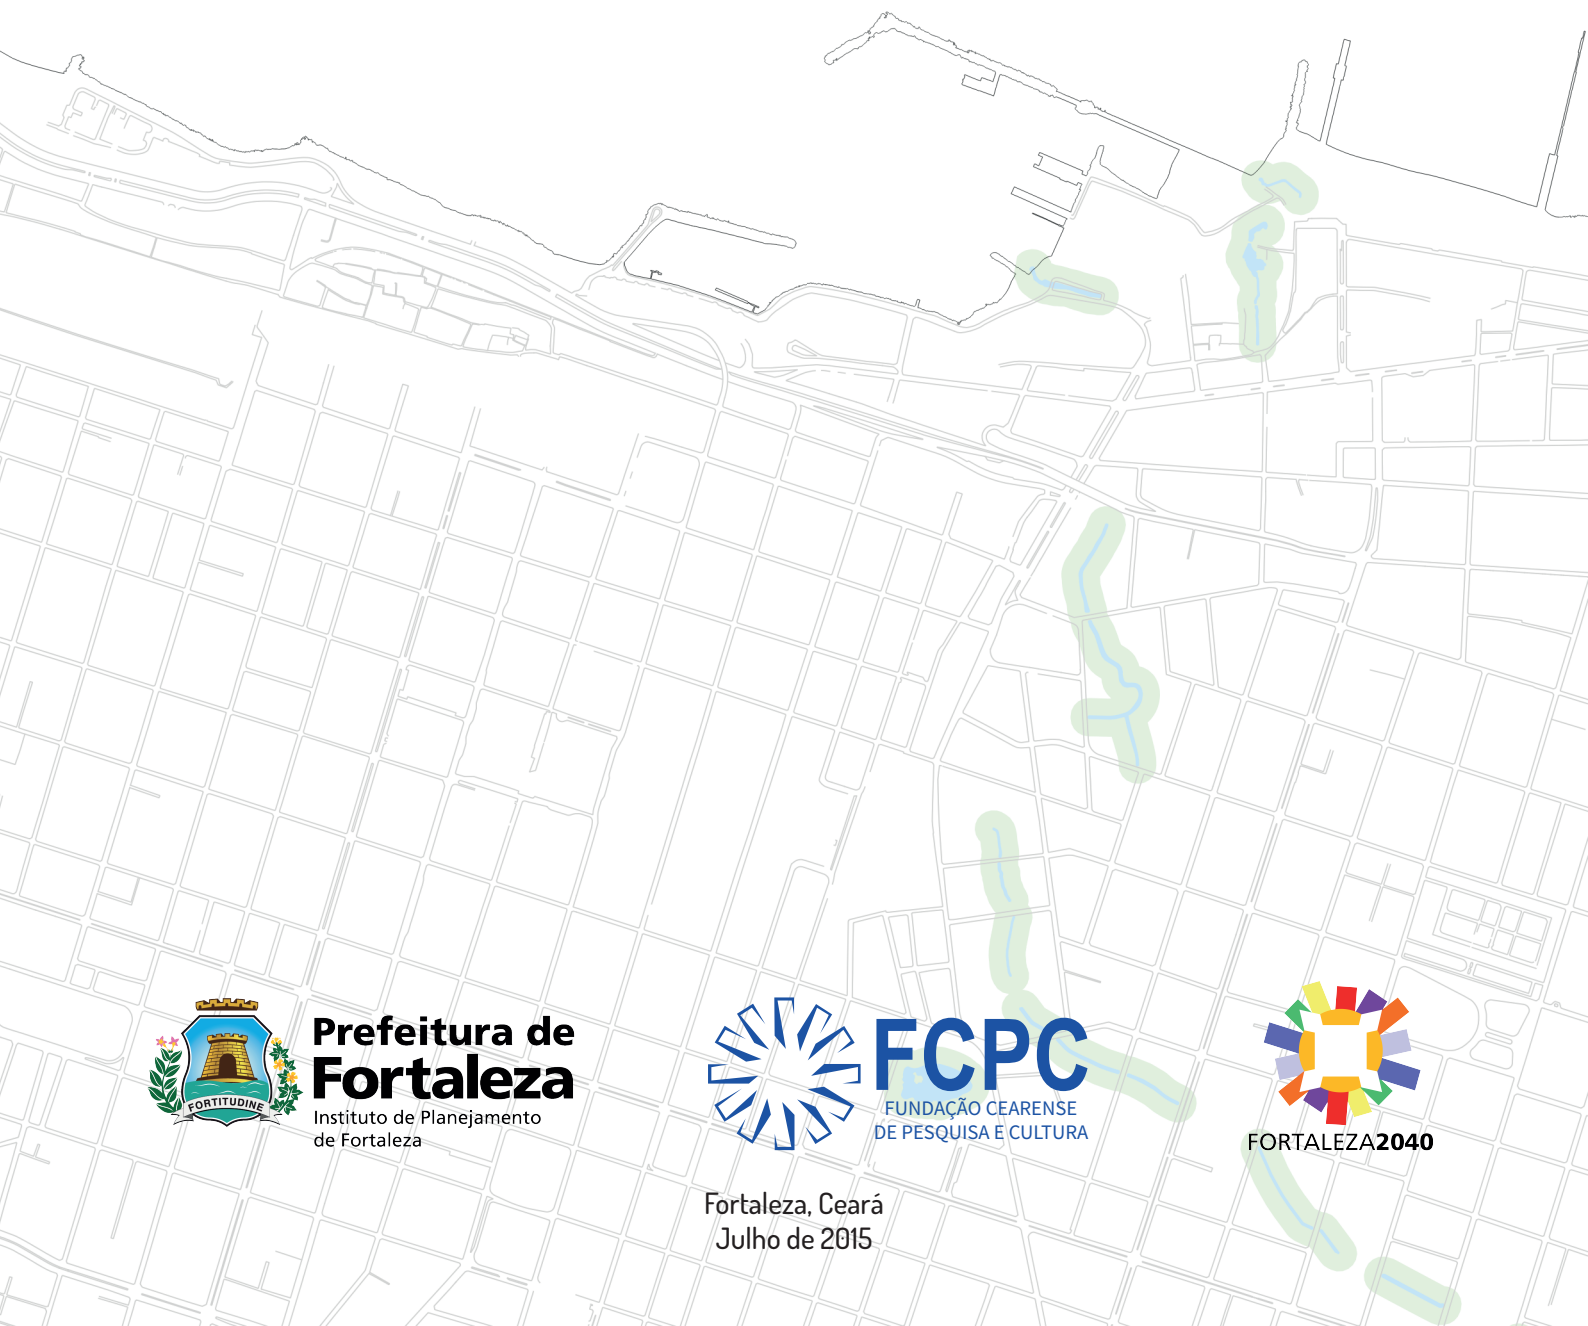 FORTITUDINE
Prefeitura de
Fortaleza
Instituto de Planejamento
de Fortaleza
FCPC
FUNDAÇÃO CEARENSE
DE PESQUISA E CULTURA
FORTALEZA2040
Fortaleza, Ceará
Julho de 2015